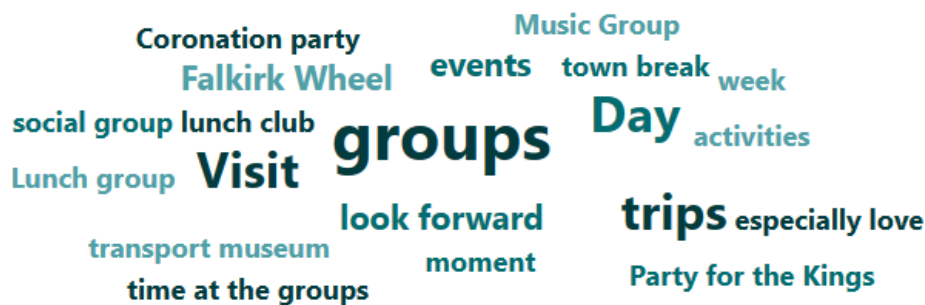 Music Group
Coronation party
events
town break
Falkirk Wheel
week
Day
social group
lunch club
groups
activities
Visit
Lunch group
look forward
trips
especially love
transport museum
moment
Party for the Kings
time at the groups